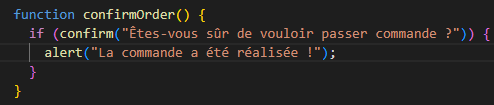 function confirmOrder() {
if (confirm("Êtes-vous sûr de vouloir passer commande ?")) {
alert("La commande a été réalisée !");
}
}